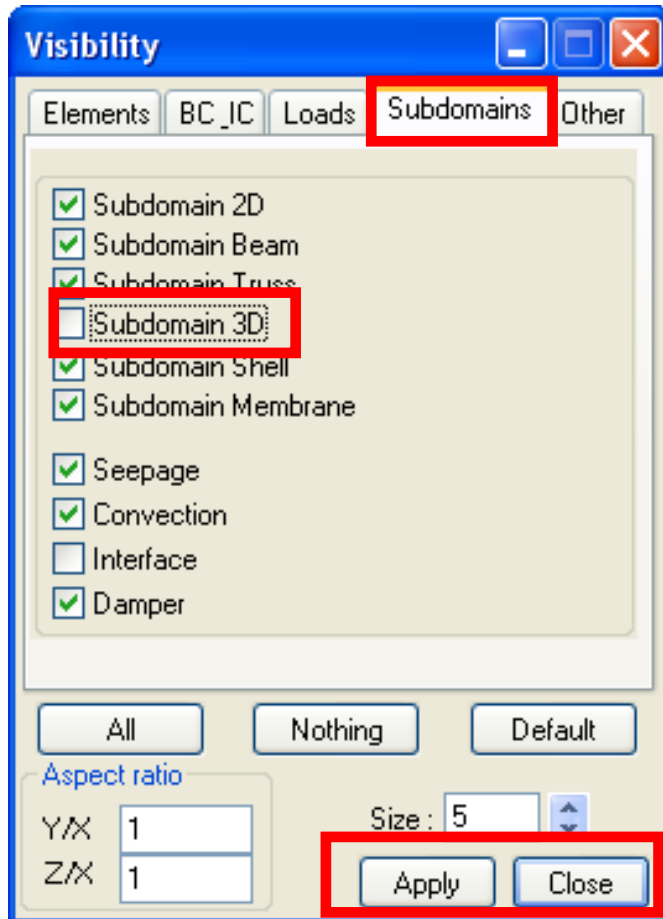 Visibility
Elements BC_IC Loads Subdomains Other
Subdomain 2D
Subdomain Beam
Subdomain Truss
Subdomain 3D
Subdomain Shell
Subdomain Membrane
Seepage
Convection
Interface
Damper
All Nothing Default
Aspect ratio
Y/X 1 Size : 5
Z/X 1 Apply Close